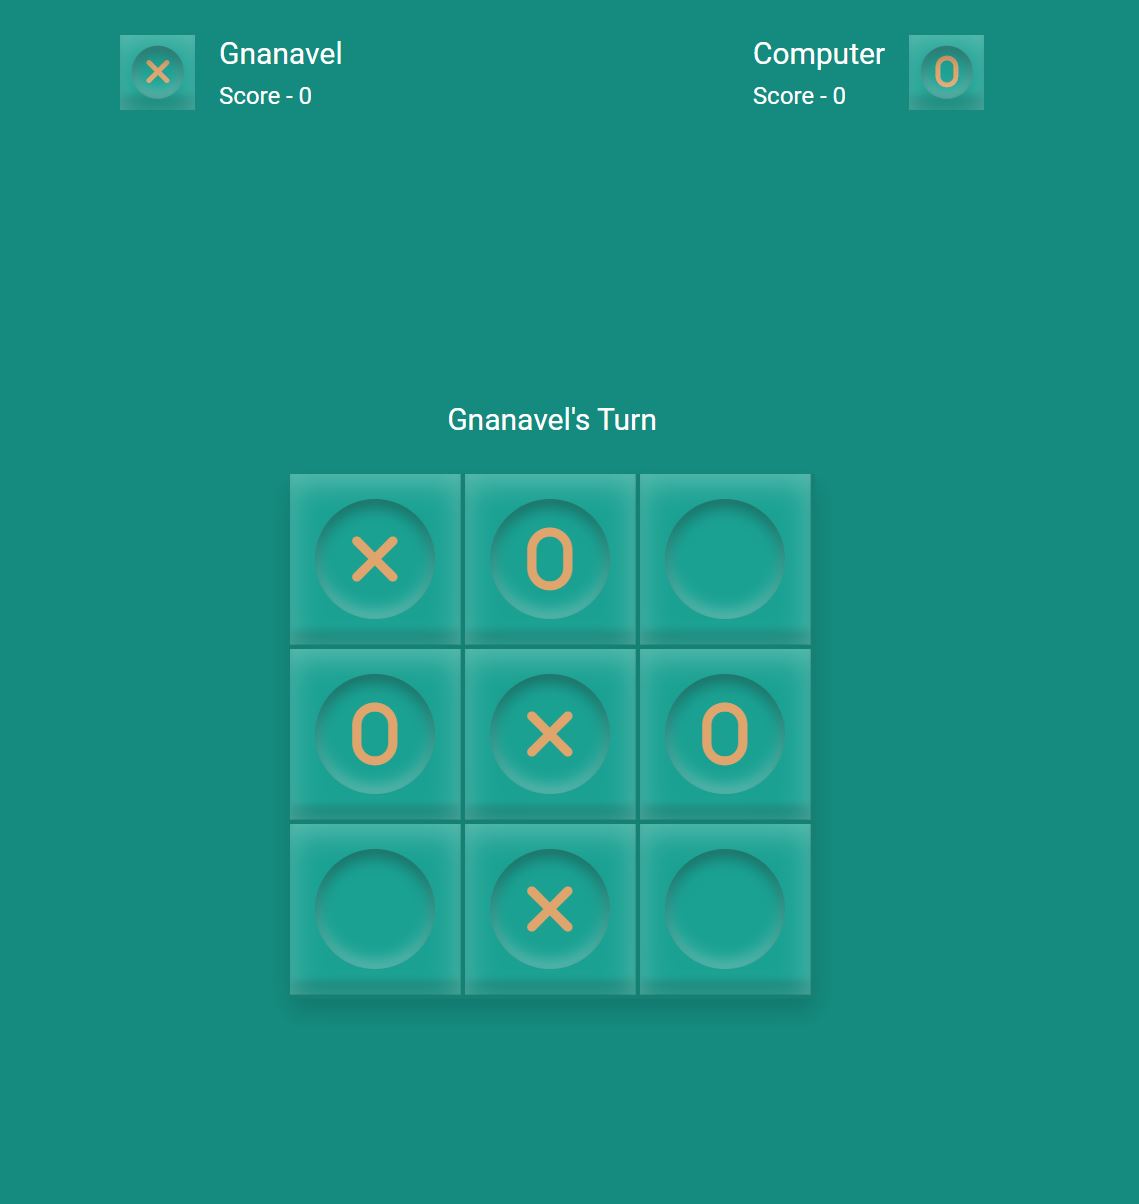 X Gnanavel Computer O
Score - 0 Score - 0
Gnanavel's Turn
X O
O X O
X